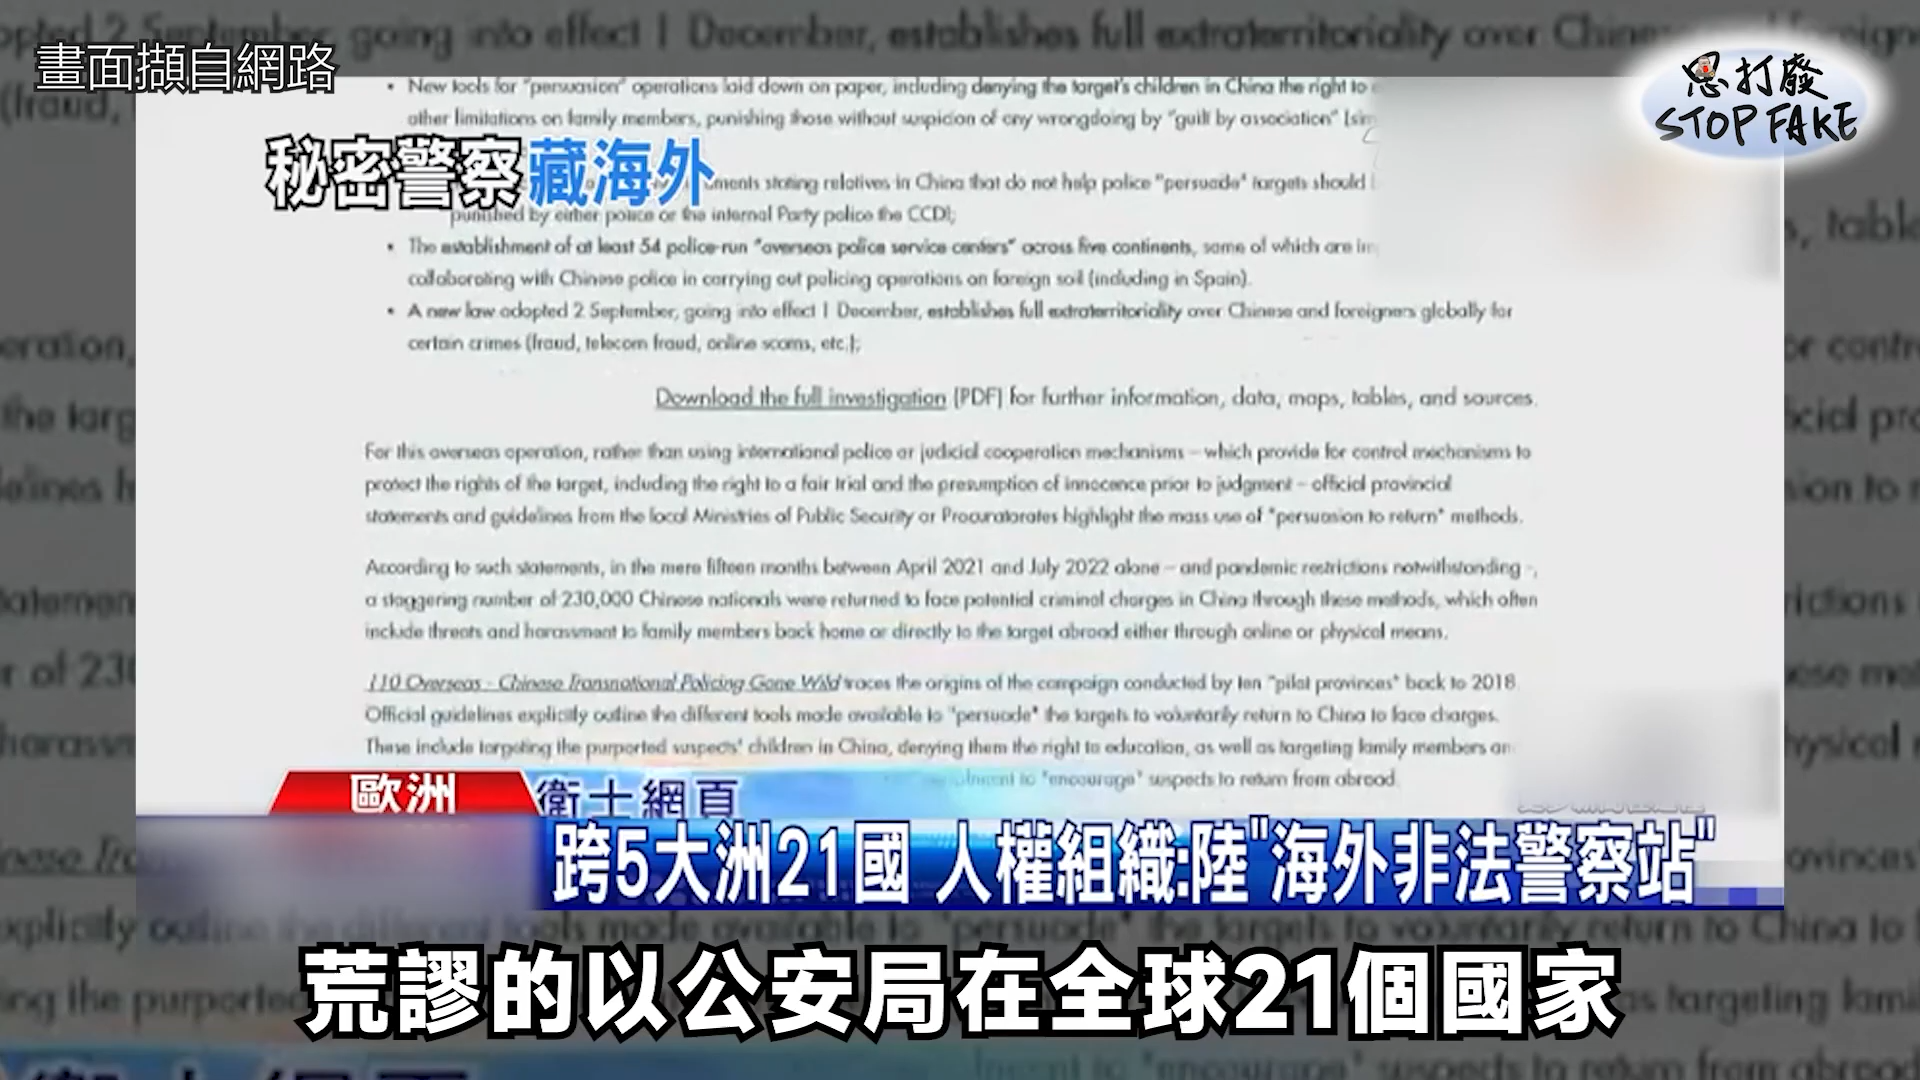 畫面擷自網路
思打廢
STOP FAKE
秘密警察藏海外
• New tools for "persuasion" operations laid down on paper, including denying the target's children in China the right to
other limitations on family members, punishing those without suspicion of any wrongdoing by "guilt by association"
stating relatives in China that do not help police "persuade" targets should
punished by either police or the internal Party police the CCDI;
• The establishment of at least 54 police-run "overseas police service centers" across five continents, some of which are
collaborating with Chinese police in carrying out policing operations on foreign soil (including in Spain).
• A new law adopted 2 September, going into effect 1 December, establishes full extraterritoriality over Chinese and foreigners globally for
certain crimes (fraud, telecom fraud, online scams, etc.);
Download the full investigation [PDF] for further information, data, maps, tables, and sources.
For this overseas operation, rather than using international police or judicial cooperation mechanisms – which provide for control mechanisms to
protect the rights of the target, including the right to a fair trial and the presumption of innocence prior to judgment – official provincial
statements and guidelines from the local Ministries of Public Security or Procuratorates highlight the mass use of "persuasion to return" methods.
According to such statements, in the mere fifteen months between April 2021 and July 2022 alone – and pandemic restrictions notwithstanding -,
a staggering number of 230,000 Chinese nationals were returned to face potential criminal charges in China through these methods, which often
include threats and harassment to family members back home or directly to the target abroad either through online or physical means.
110 Overseas - Chinese Transnational Policing Gone Wild traces the origins of the campaign conducted by ten "pilot provinces" back to 2018.
Official guidelines explicitly outline the different tools made available to "persuade" the targets to voluntarily return to China to face charges.
These include targeting the purported suspects' children in China, denying them the right to education, as well as targeting family members
to "encourage" suspects to return from abroad.
歐洲 衛士網頁
跨5大洲21國 人權組織:陸"海外非法警察站"
荒謬的以公安局在全球21個國家